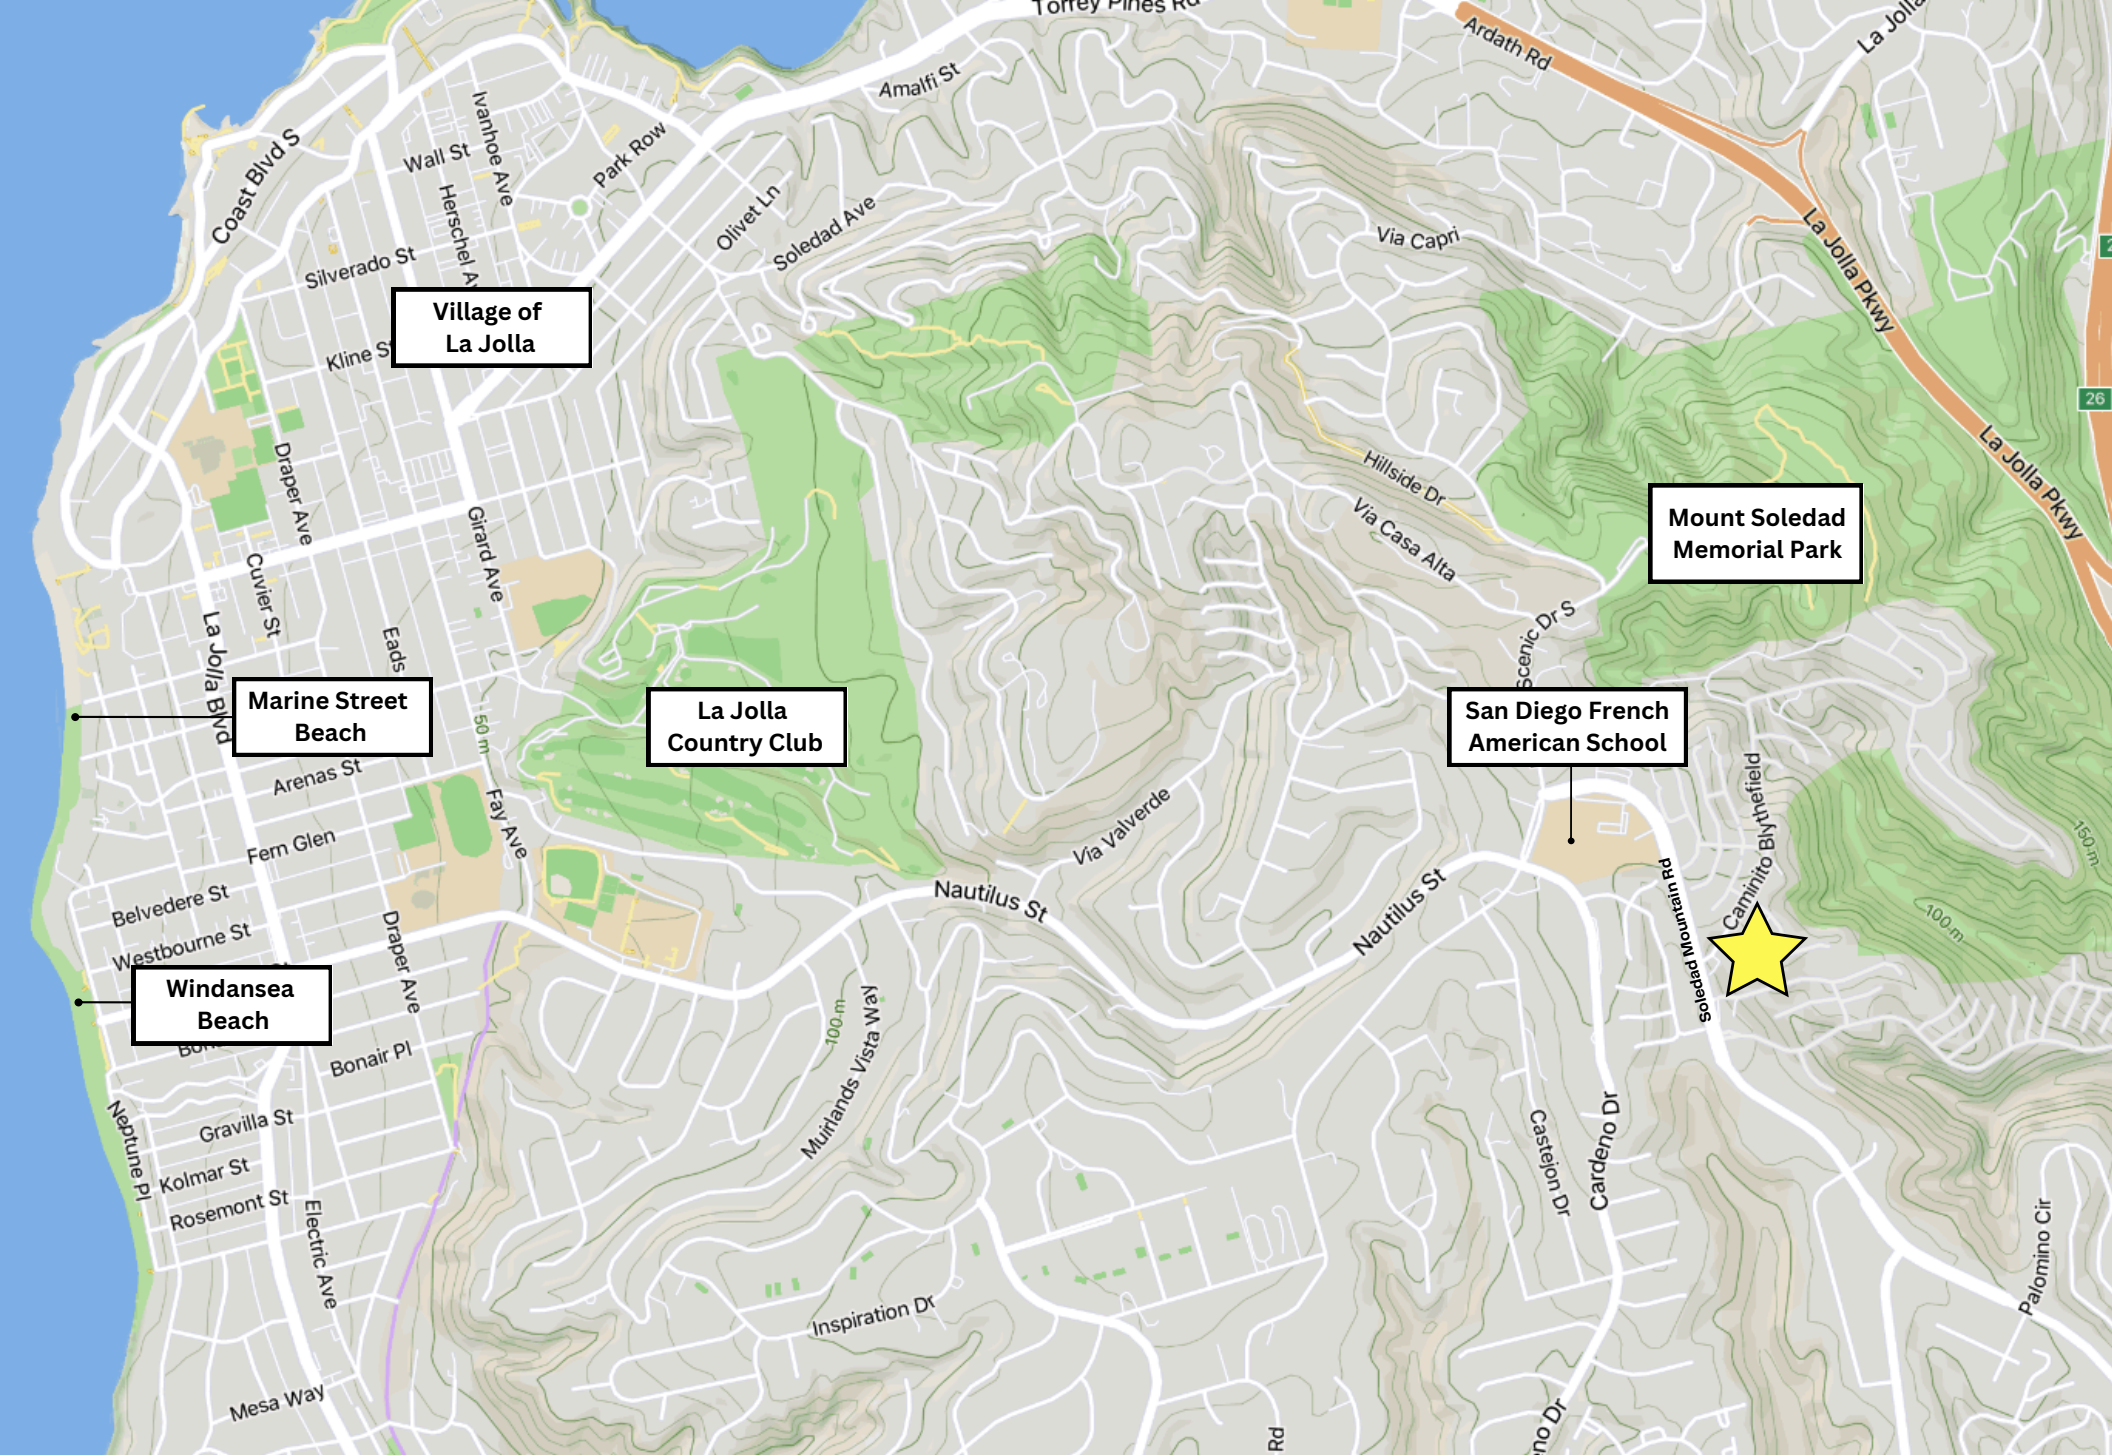 Torrey Pines Rd
Ardath Rd
La Jolla
Amalfi St
Ivanhoe Ave
Wall St
Park Row
Coast Blvd S
Herschel Av
Olivet Ln
Soledad Ave
Silverado St
Via Capri
La Jolla Pkwy
Village of
La Jolla
Kline St
26
La Jolla Pkwy
Draper Ave
Hillside Dr
Via Casa Alta
Girard Ave
Mount Soledad
Memorial Park
Cuvier St
Eads
La Jolla Blvd
Scenic Dr S
Marine Street
Beach
La Jolla
Country Club
San Diego French
American School
50 m
Arenas St
Fay Ave
Fern Glen
Via Valverde
Caminito Blythefield
150 m
Belvedere St
Nautilus St
Nautilus St
Soledad Mountain Rd
100 m
Westbourne St
Draper Ave
Windansea
Beach
Bon
Bonair Pl
100 m
Muirlands Vista Way
Neptune Pl
Gravilla St
Kolmar St
Rosemont St
Electric Ave
Castejon Dr
Cardeno Dr
Palomino Cir
Inspiration Dr
Mesa Way
Rd
no Dr